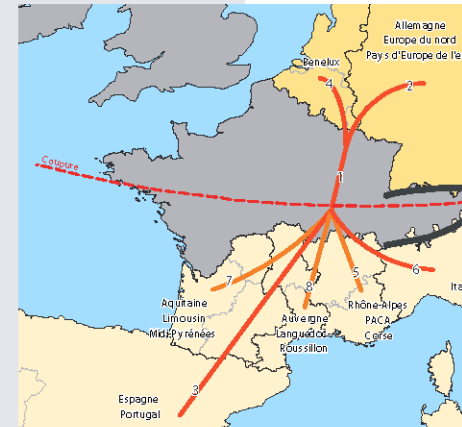 Allemagne
Europe du nord
Pays d'Europe de l'e
Benelux
4
2
1
Coupure
6
7
8
5
Aquitaine
Limousin
Midi-Pyrénées
Auvergne
Languedoc
Roussillon
Rhône-Alpes
PACA
Corse
Ita
3
Espagne
Portugal